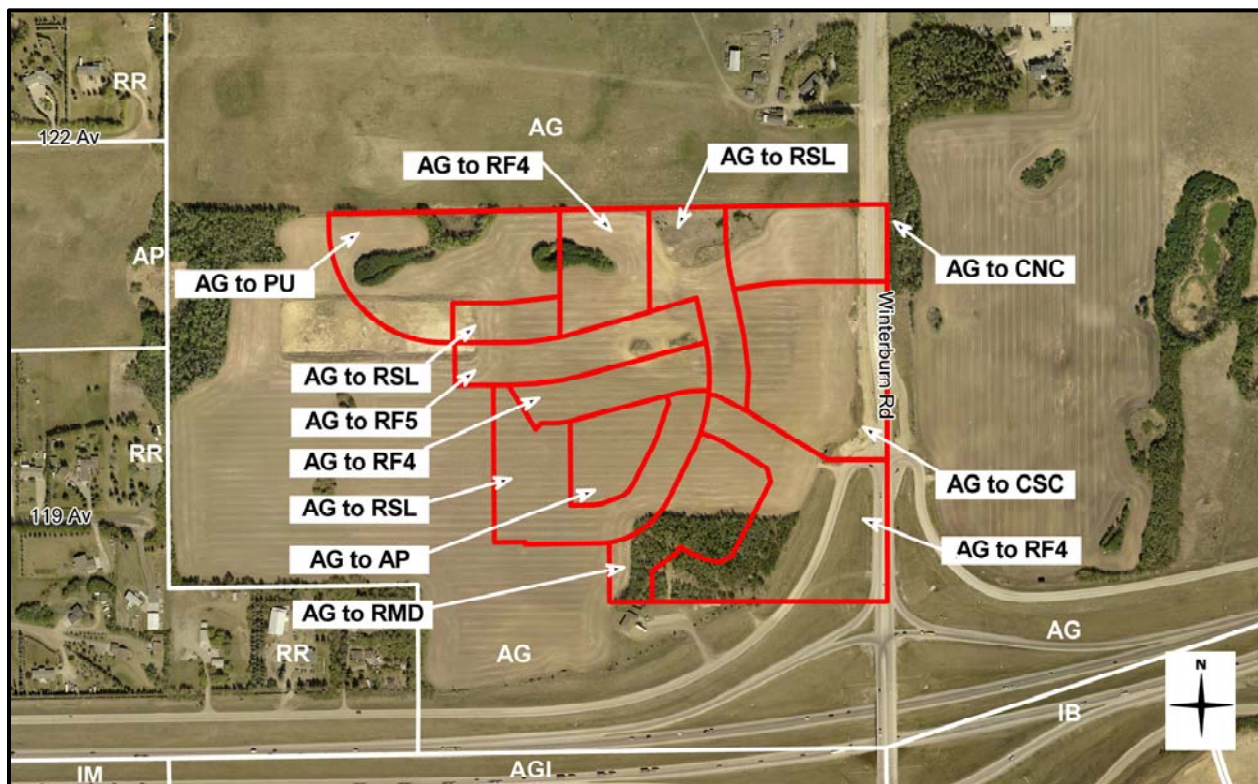 RR
122 Av
AG
AG to RF4
AG to RSL
AP
AG to PU
AG to CNC
Winterburn Rd
AG to RSL
AG to RF5
AG to RF4
RR
AG to RSL
AG to CSC
119 Av
AG to AP
AG to RF4
AG to RMD
AG
RR
AG
N
IB
IM
AGI